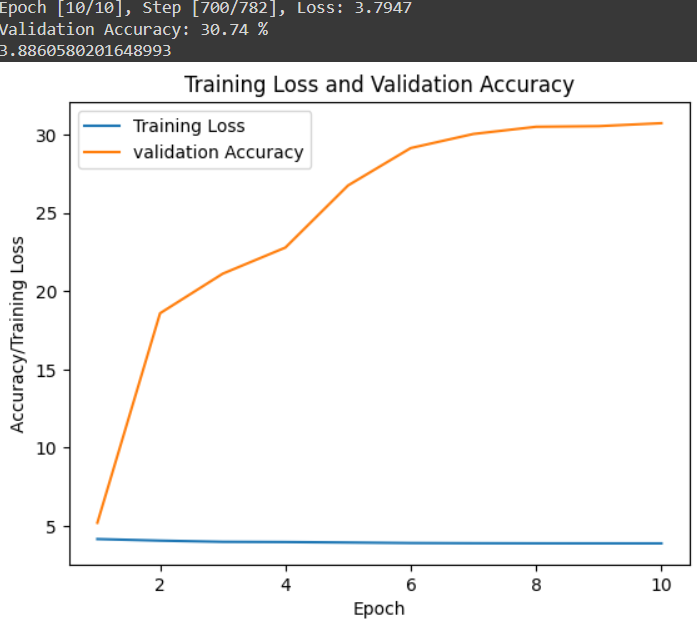 Epoch [10/10], Step [700/782], Loss: 3.7947
Validation Accuracy: 30.74 %
3.8860580201648993
Training Loss and Validation Accuracy
Training Loss
validation Accuracy
30
25
20
15
10
5
Accuracy/Training Loss
2 4 6 8 10
Epoch